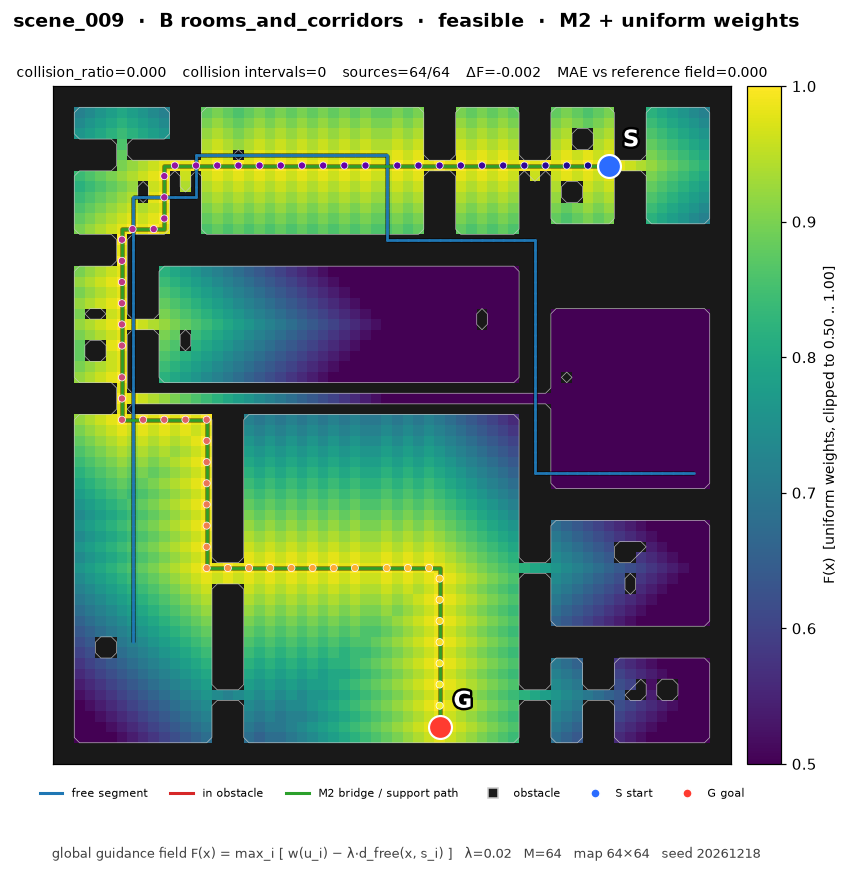 scene_009 · B rooms_and_corridors · feasible · M2 + uniform weights
collision_ratio=0.000 collision intervals=0 sources=64/64 ΔF=-0.002 MAE vs reference field=0.000
S
G
1.0
0.9
0.8
0.7
0.6
0.5
F(x) [uniform weights, clipped to 0.50 .. 1.00]
free segment in obstacle M2 bridge / support path obstacle S start G goal
global guidance field F(x) = max_i [ w(u_i) − λ·d_free(x, s_i) ] λ=0.02 M=64 map 64×64 seed 20261218